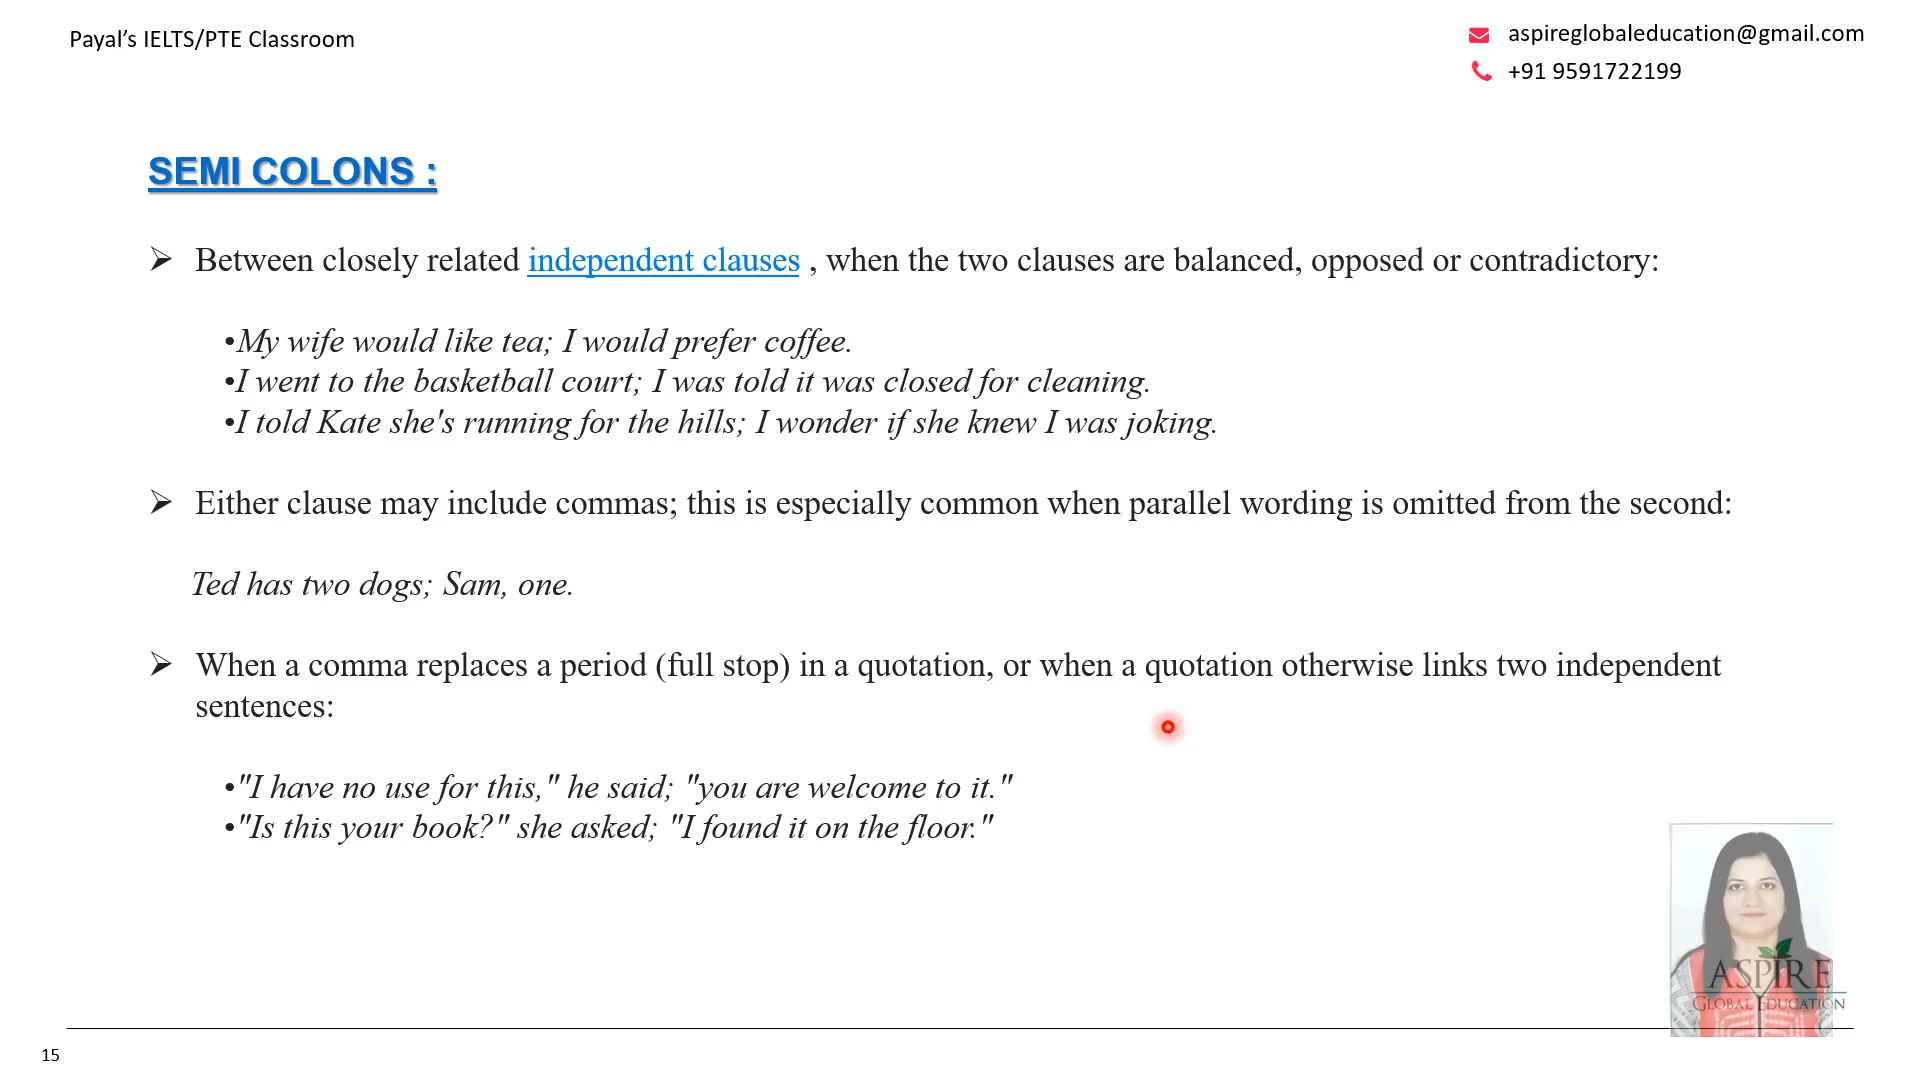 Payal’s IELTS/PTE Classroom
aspireglobaleducation@gmail.com
+91 9591722199
SEMI COLONS :
➢ Between closely related independent clauses , when the two clauses are balanced, opposed or contradictory:
•My wife would like tea; I would prefer coffee.
•I went to the basketball court; I was told it was closed for cleaning.
•I told Kate she's running for the hills; I wonder if she knew I was joking.
➢ Either clause may include commas; this is especially common when parallel wording is omitted from the second:
Ted has two dogs; Sam, one.
➢ When a comma replaces a period (full stop) in a quotation, or when a quotation otherwise links two independent
sentences:
•"I have no use for this," he said; "you are welcome to it."
•"Is this your book?" she asked; "I found it on the floor."
ASPIRE
GLOBAL EDUCATION
15